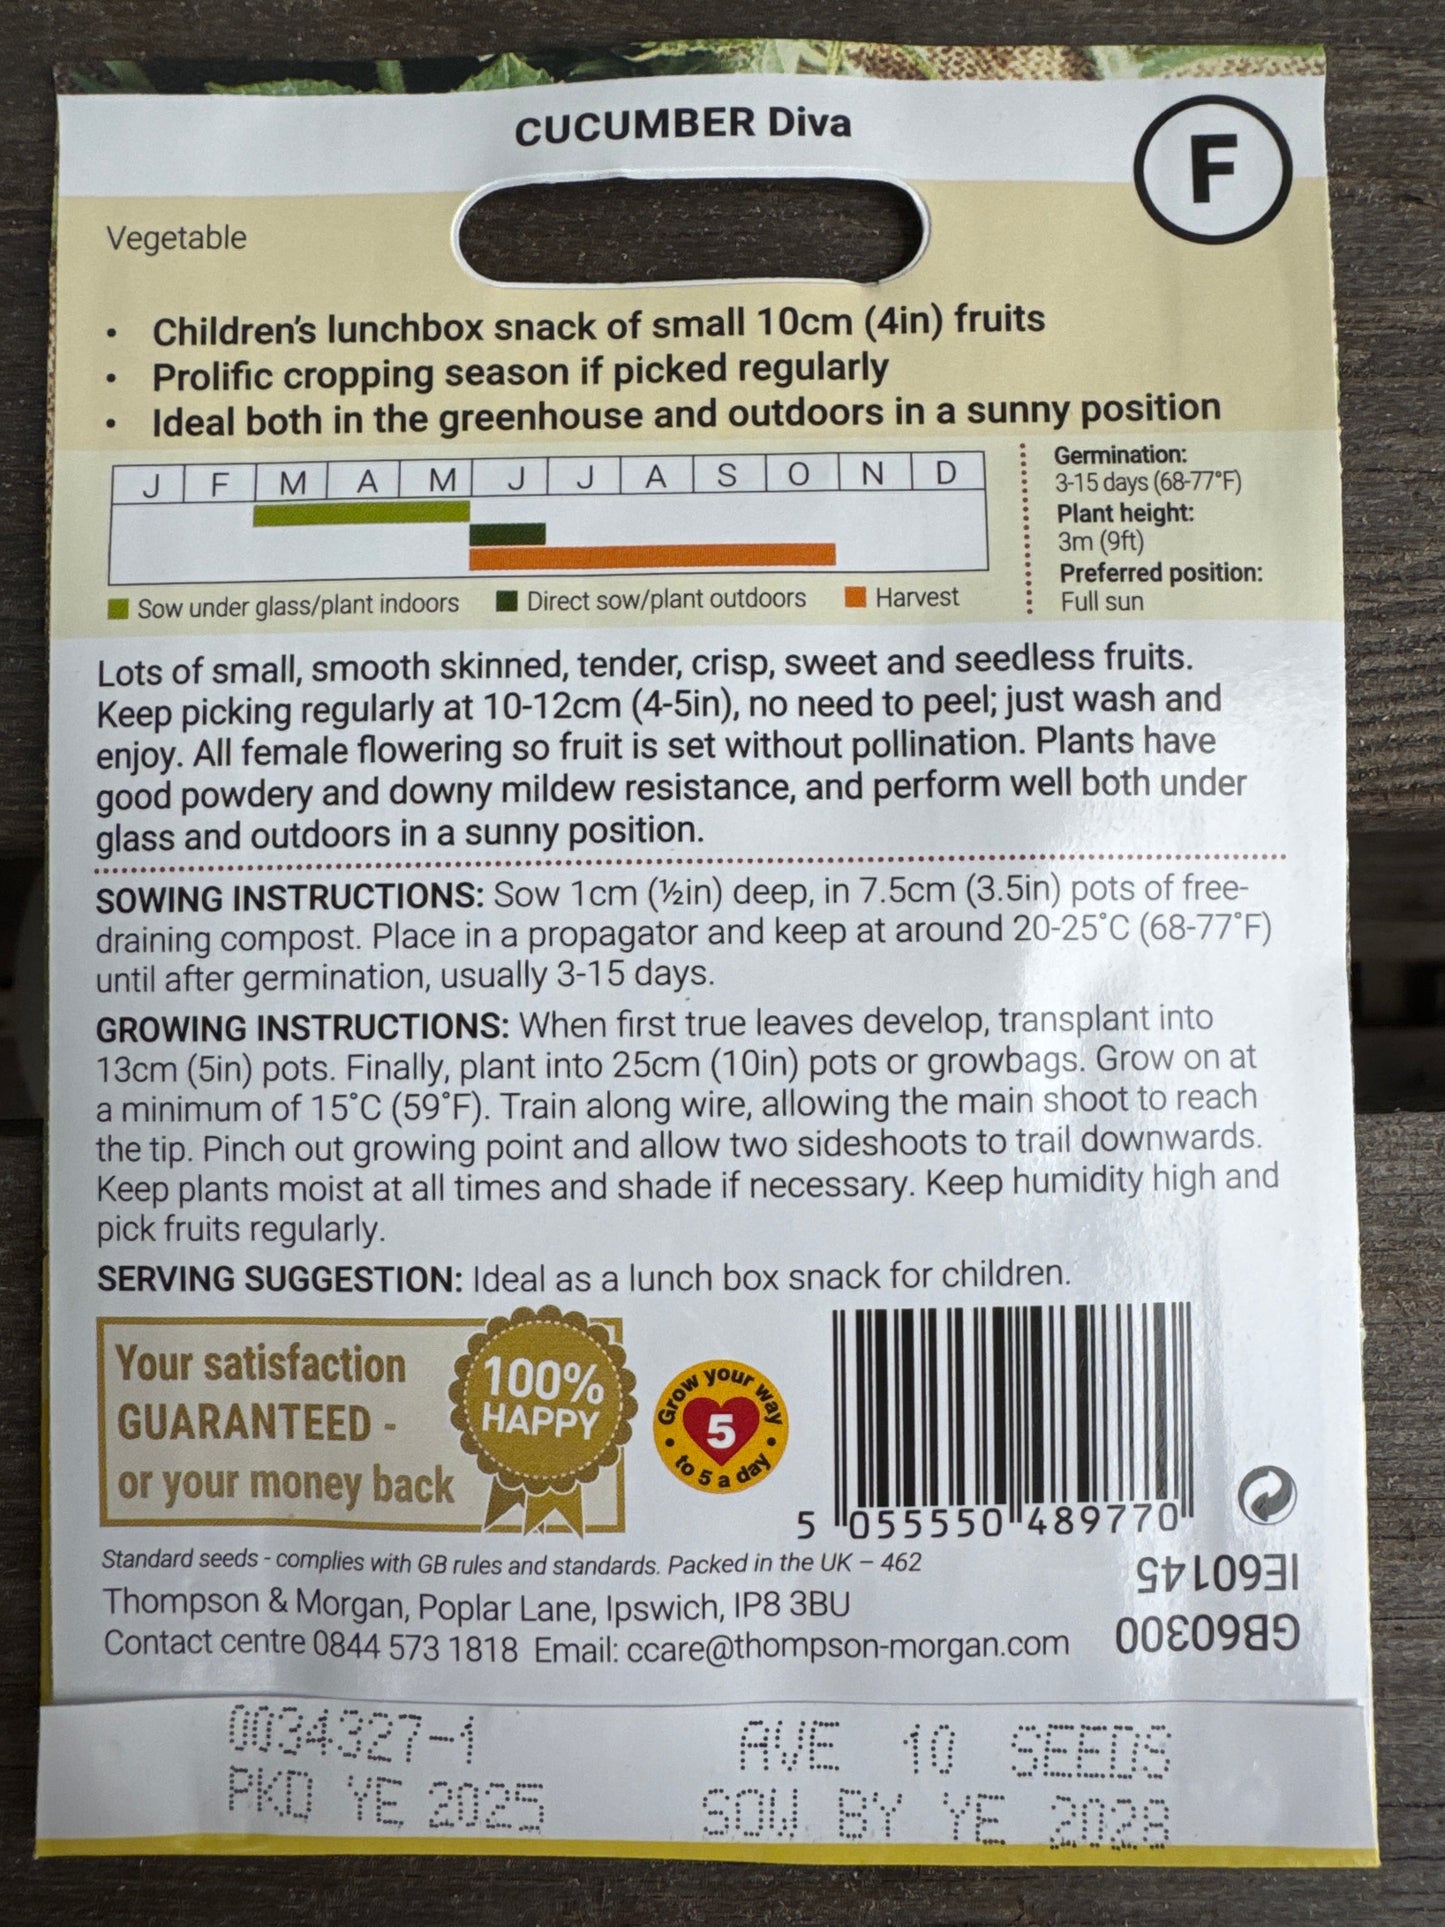 CUCUMBER Diva
F
Vegetable
• Children's lunchbox snack of small 10cm (4in) fruits
• Prolific cropping season if picked regularly
• Ideal both in the greenhouse and outdoors in a sunny position
J F M A M J J A S O N D
Sow under glass/plant indoors Direct sow/plant outdoors Harvest
Germination:
3-15 days (68-77°F)
Plant height:
3m (9ft)
Preferred position:
Full sun
Lots of small, smooth skinned, tender, crisp, sweet and seedless fruits.
Keep picking regularly at 10-12cm (4-5in), no need to peel; just wash and
enjoy. All female flowering so fruit is set without pollination. Plants have
good powdery and downy mildew resistance, and perform well both under
glass and outdoors in a sunny position.
SOWING INSTRUCTIONS: Sow 1cm (½in) deep, in 7.5cm (3.5in) pots of free-
draining compost. Place in a propagator and keep at around 20-25°C (68-77°F)
until after germination, usually 3-15 days.
GROWING INSTRUCTIONS: When first true leaves develop, transplant into
13cm (5in) pots. Finally, plant into 25cm (10in) pots or growbags. Grow on at
a minimum of 15°C (59°F). Train along wire, allowing the main shoot to reach
the tip. Pinch out growing point and allow two sideshoots to trail downwards.
Keep plants moist at all times and shade if necessary. Keep humidity high and
pick fruits regularly.
SERVING SUGGESTION: Ideal as a lunch box snack for children.
Your satisfaction
GUARANTEED -
or your money back
100%
HAPPY
Grow your way
5
to 5 a day
5 055550 489770
Standard seeds - complies with GB rules and standards. Packed in the UK – 462
Thompson & Morgan, Poplar Lane, Ipswich, IP8 3BU
Contact centre 0844 573 1818 Email: ccare@thompson-morgan.com
GB60300
IE60145
0034327-1 AVE 10 SEEDS
PKD YE 2025 SOW BY YE 2028